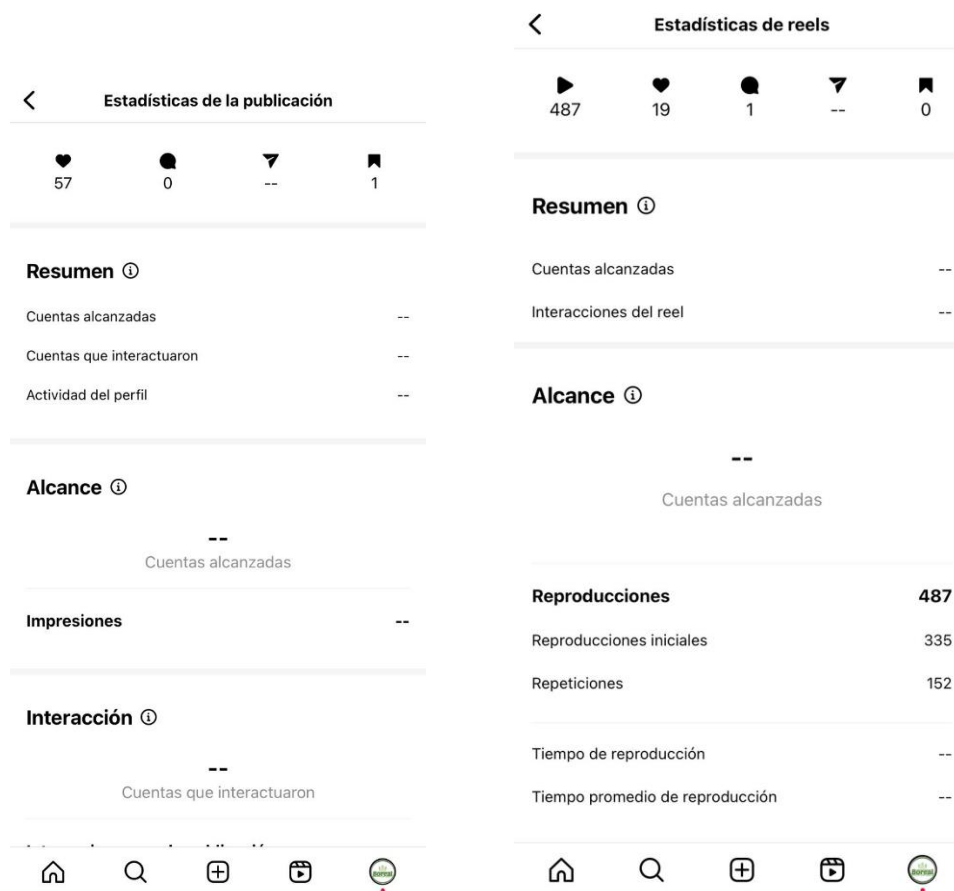 Estadísticas de la publicación
57 0 -- 1
Resumen
Cuentas alcanzadas --
Cuentas que interactuaron --
Actividad del perfil --
Alcance
--
Cuentas alcanzadas
Impresiones --
Interacción
--
Cuentas que interactuaron
Estadísticas de reels
487 19 1 -- 0
Resumen
Cuentas alcanzadas --
Interacciones del reel --
Alcance
--
Cuentas alcanzadas
Reproducciones 487
Reproducciones iniciales 335
Repeticiones 152
Tiempo de reproducción --
Tiempo promedio de reproducción --